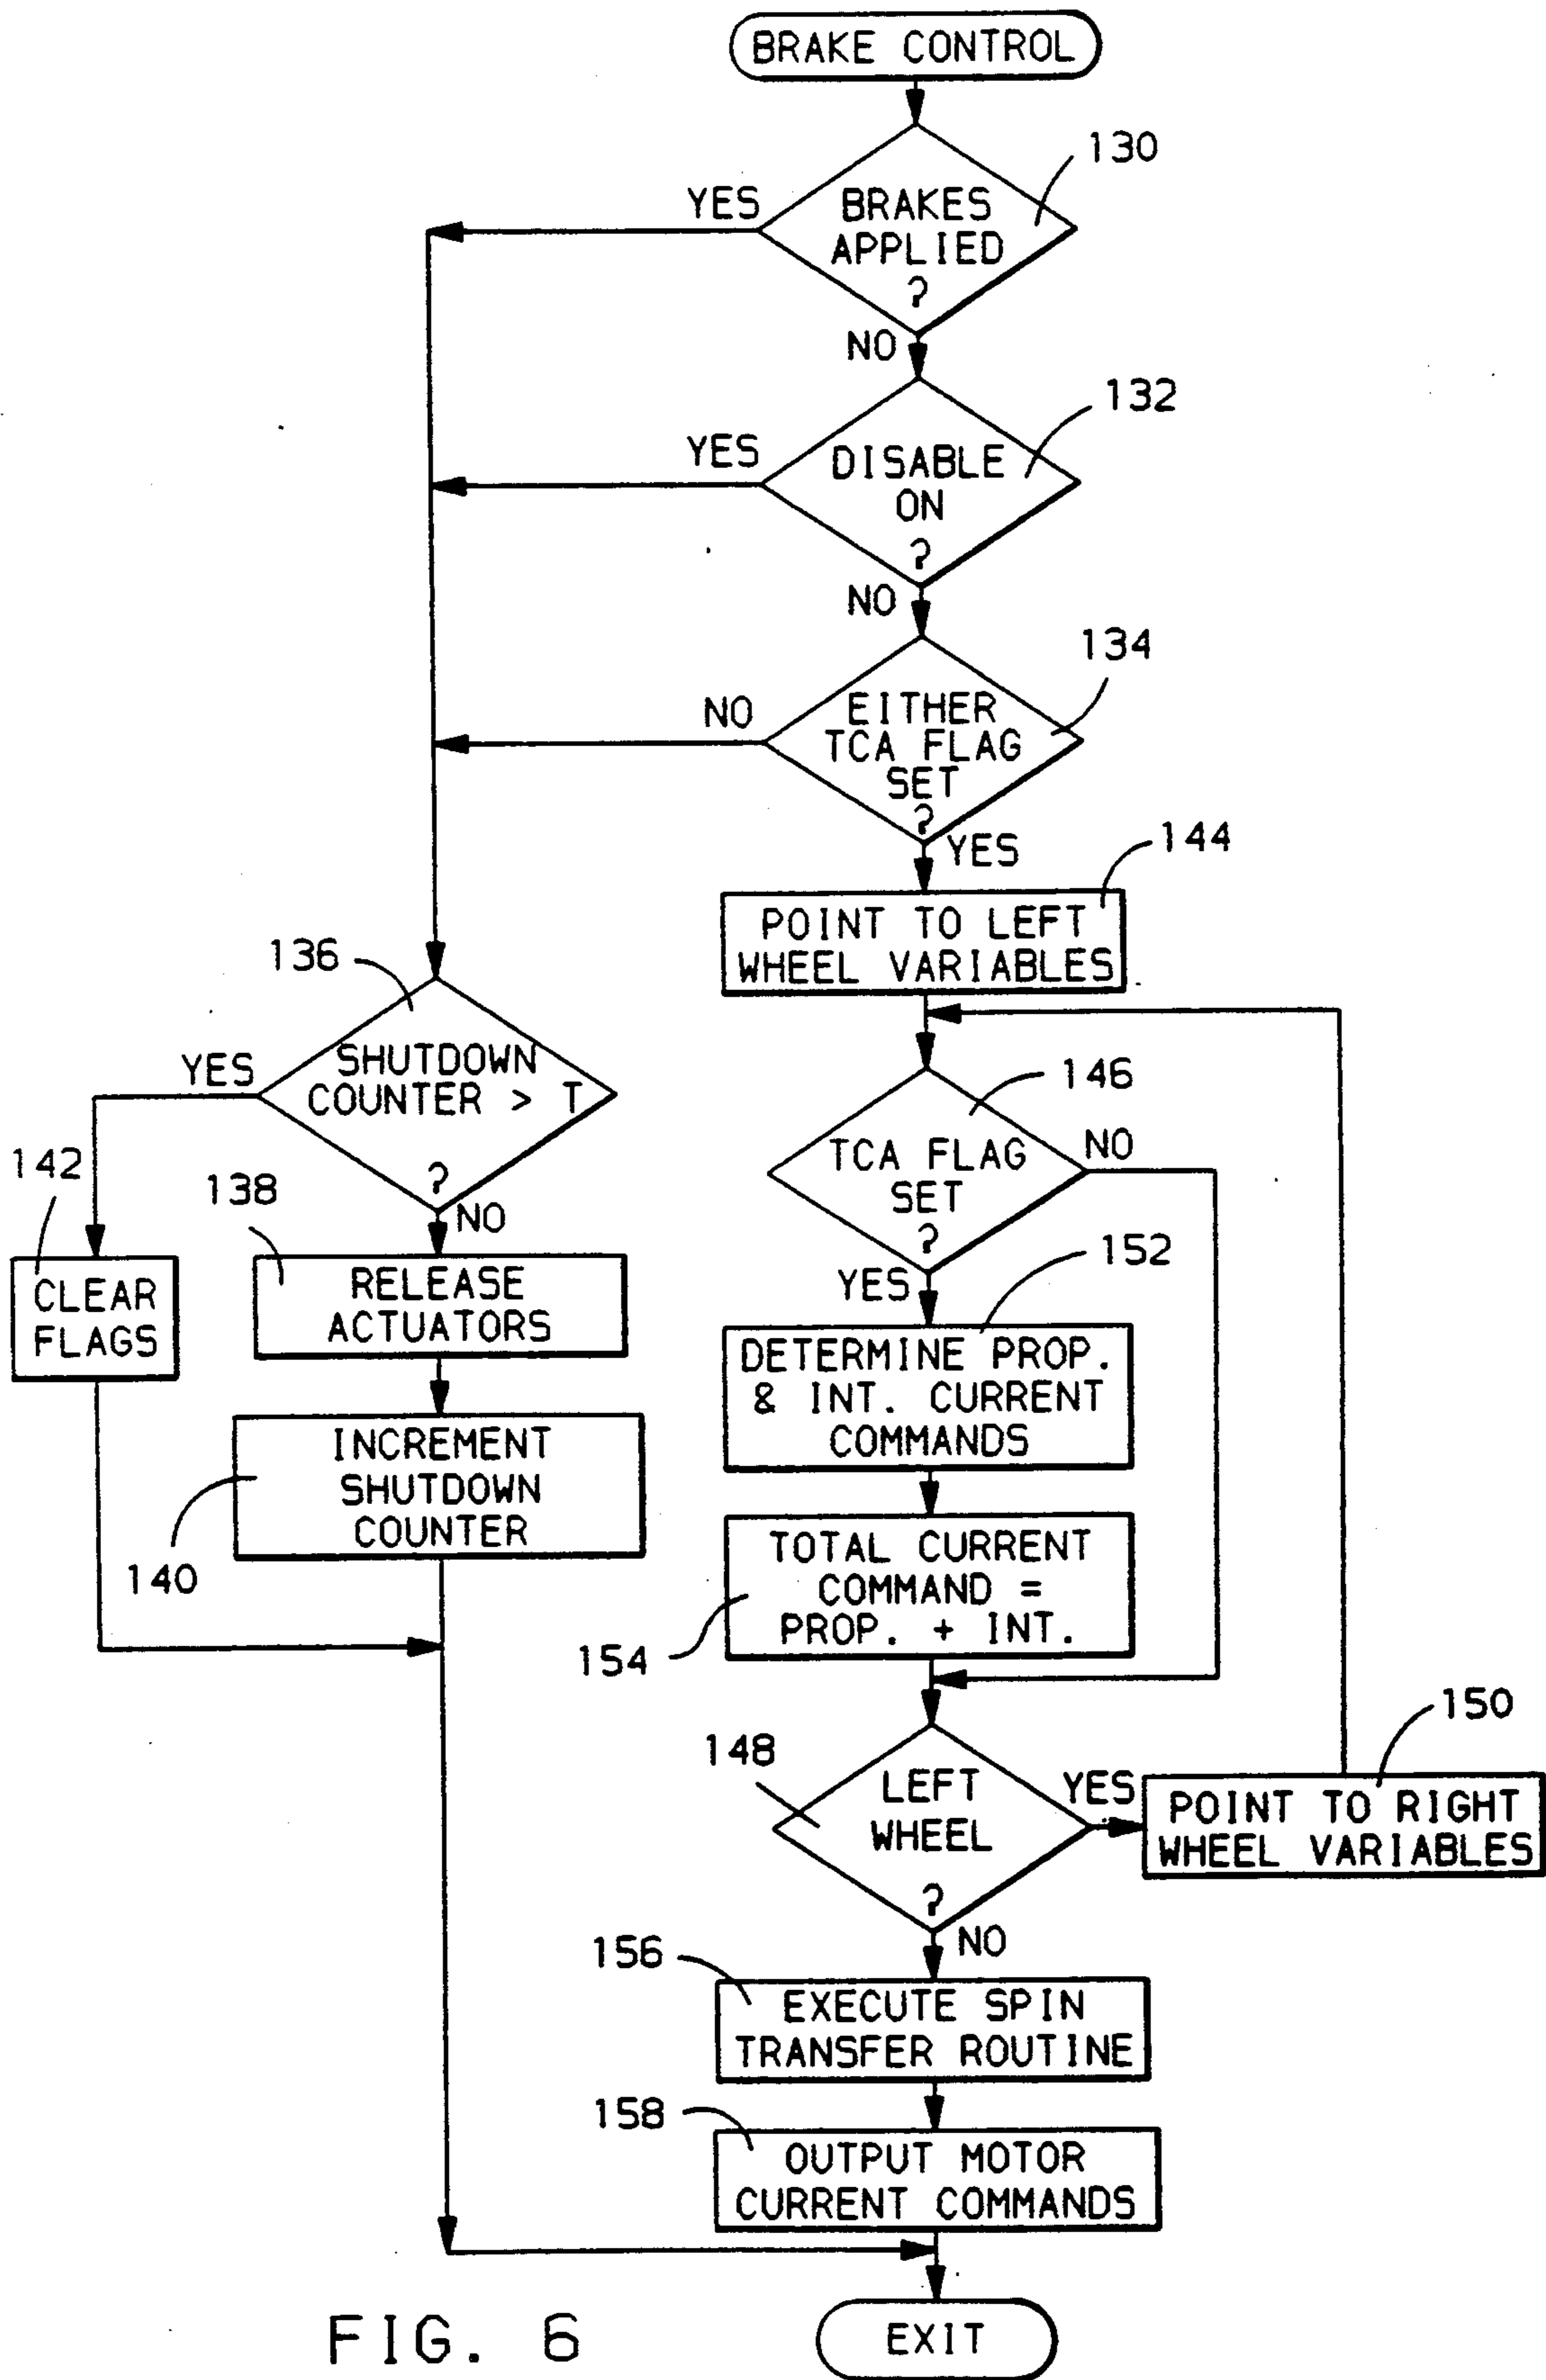 BRAKE CONTROL
130
YES
BRAKES
APPLIED
?
NO
132
YES
DISABLE
ON
?
NO
134
NO
EITHER
TCA FLAG
SET
?
YES
144
POINT TO LEFT
WHEEL VARIABLES
136
SHUTDOWN
COUNTER > T
?
YES
NO
142
CLEAR
FLAGS
138
RELEASE
ACTUATORS
INCREMENT
SHUTDOWN
COUNTER
140
146
TCA FLAG
SET
?
NO
YES
152
DETERMINE PROP.
& INT. CURRENT
COMMANDS
TOTAL CURRENT
COMMAND =
PROP. + INT.
154
148
LEFT
WHEEL
?
YES
150
POINT TO RIGHT
WHEEL VARIABLES
NO
156
EXECUTE SPIN
TRANSFER ROUTINE
158
OUTPUT MOTOR
CURRENT COMMANDS
EXIT
FIG. 6